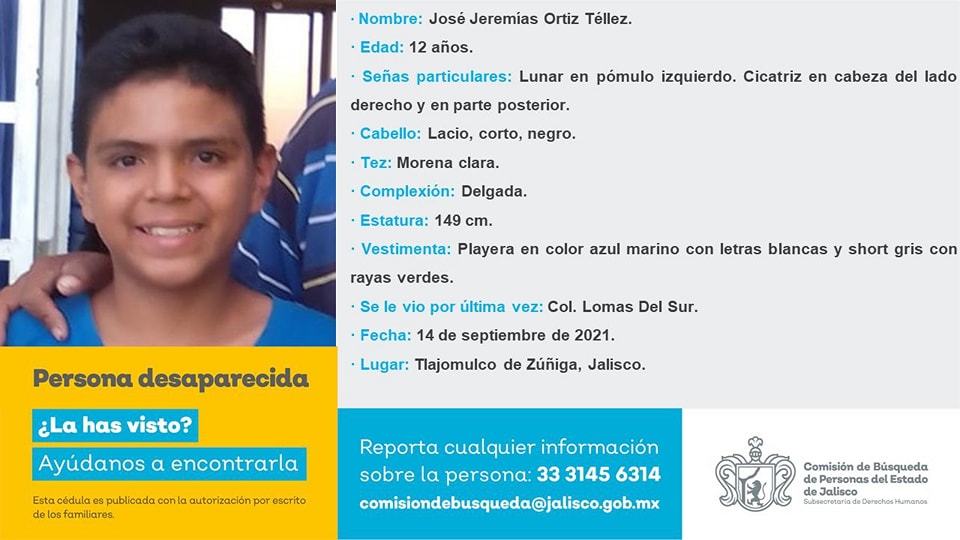 · Nombre: José Jeremías Ortiz Téllez.
· Edad: 12 años.
· Señas particulares: Lunar en pómulo izquierdo. Cicatriz en cabeza del lado
derecho y en parte posterior.
· Cabello: Lacio, corto, negro.
· Tez: Morena clara.
· Complexión: Delgada.
· Estatura: 149 cm.
· Vestimenta: Playera en color azul marino con letras blancas y short gris con
rayas verdes.
· Se le vio por última vez: Col. Lomas Del Sur.
· Fecha: 14 de septiembre de 2021.
· Lugar: Tlajomulco de Zúñiga, Jalisco.
Persona desaparecida
¿La has visto?
Ayúdanos a encontrarla
Esta cédula es publicada con la autorización por escrito
de los familiares.
Reporta cualquier información
sobre la persona: 33 3145 6314
comisiondebusqueda@jalisco.gob.mx
Comisión de Búsqueda
de Personas del Estado
de Jalisco
Subsecretaría de Derechos Humanos